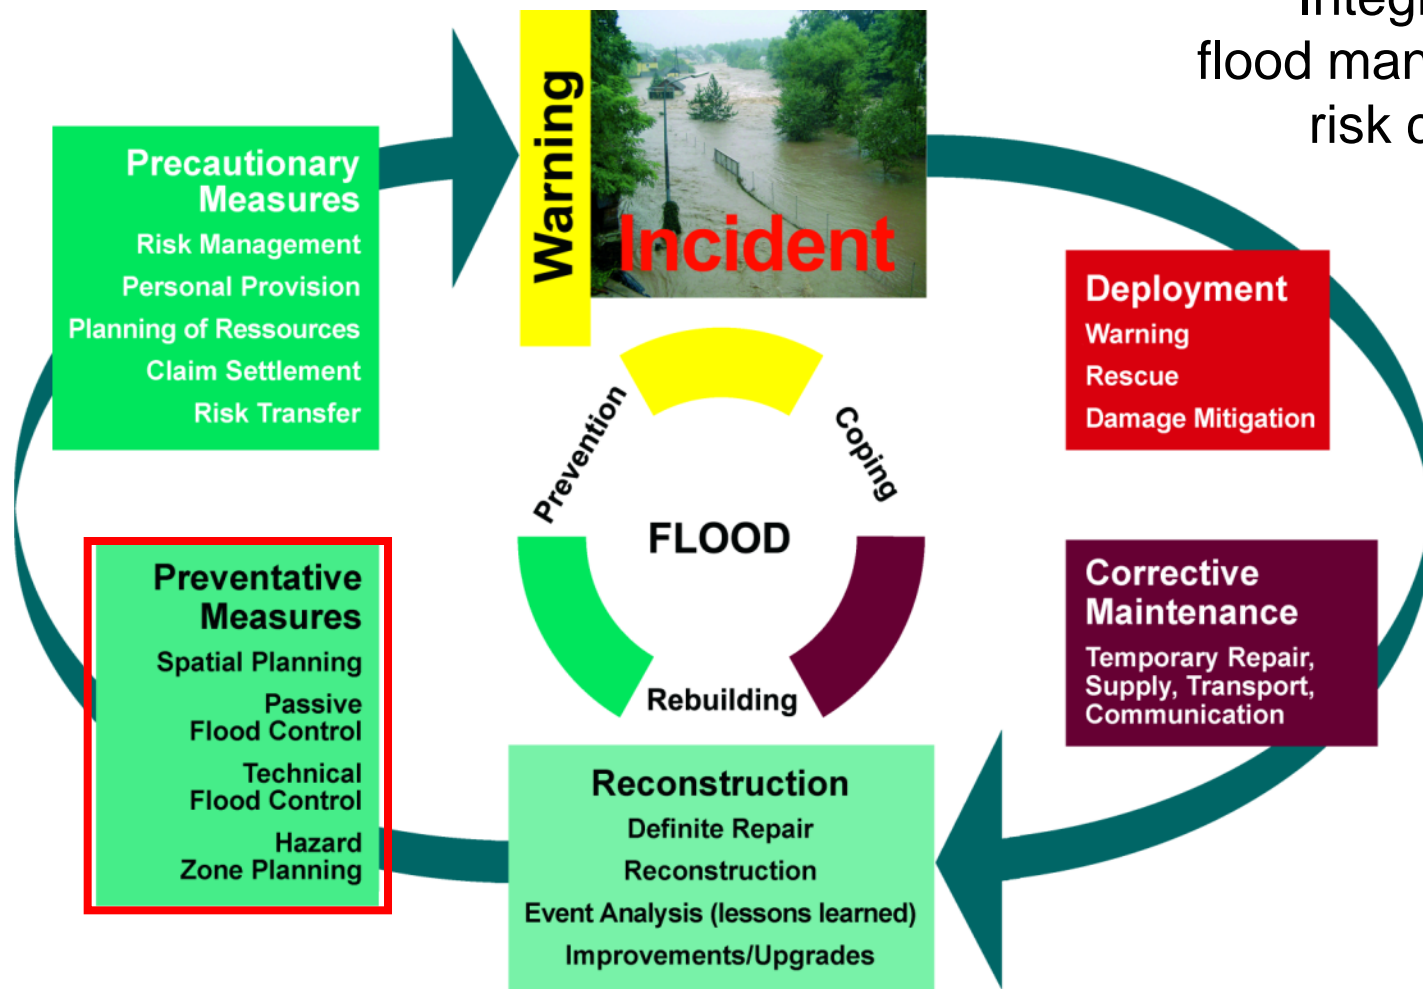 flood
risk
Warning
Incident
Precautionary
Measures
Risk Management
Personal Provision
Planning of Ressources
Claim Settlement
Risk Transfer
Deployment
Warning
Rescue
Damage Mitigation
Prevention
Coping
FLOOD
Rebuilding
Preventative
Measures
Spatial Planning
Passive
Flood Control
Technical
Flood Control
Hazard
Zone Planning
Corrective
Maintenance
Temporary Repair,
Supply, Transport,
Communication
Reconstruction
Definite Repair
Reconstruction
Event Analysis (lessons learned)
Improvements/Upgrades